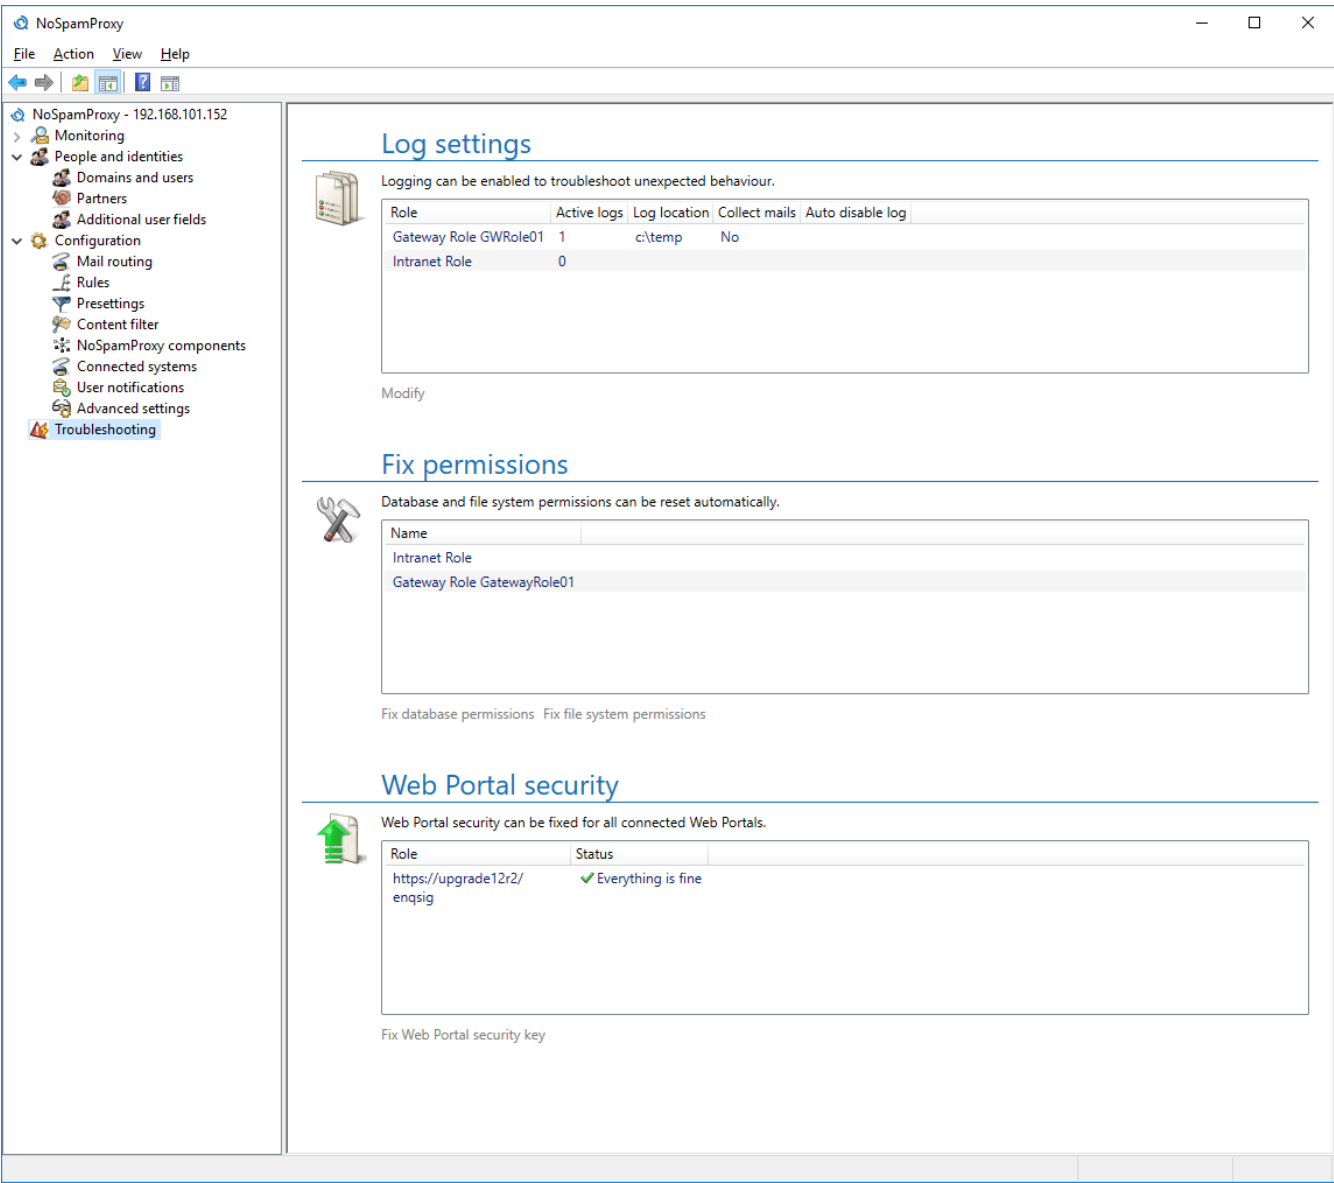 NoSpamProxy
File Action View Help
NoSpamProxy - 192.168.101.152
Monitoring
People and identities
Domains and users
Partners
Additional user fields
Configuration
Mail routing
Rules
Presettings
Content filter
NoSpamProxy components
Connected systems
User notifications
Advanced settings
Troubleshooting
Log settings
Logging can be enabled to troubleshoot unexpected behaviour.
Role Active logs Log location Collect mails Auto disable log
Gateway Role GWRole01 1 c:\temp No
Intranet Role 0
Modify
Fix permissions
Database and file system permissions can be reset automatically.
Name
Intranet Role
Gateway Role GatewayRole01
Fix database permissions Fix file system permissions
Web Portal security
Web Portal security can be fixed for all connected Web Portals.
Role Status
https://upgrade12r2/ Everything is fine
enqsig
Fix Web Portal security key